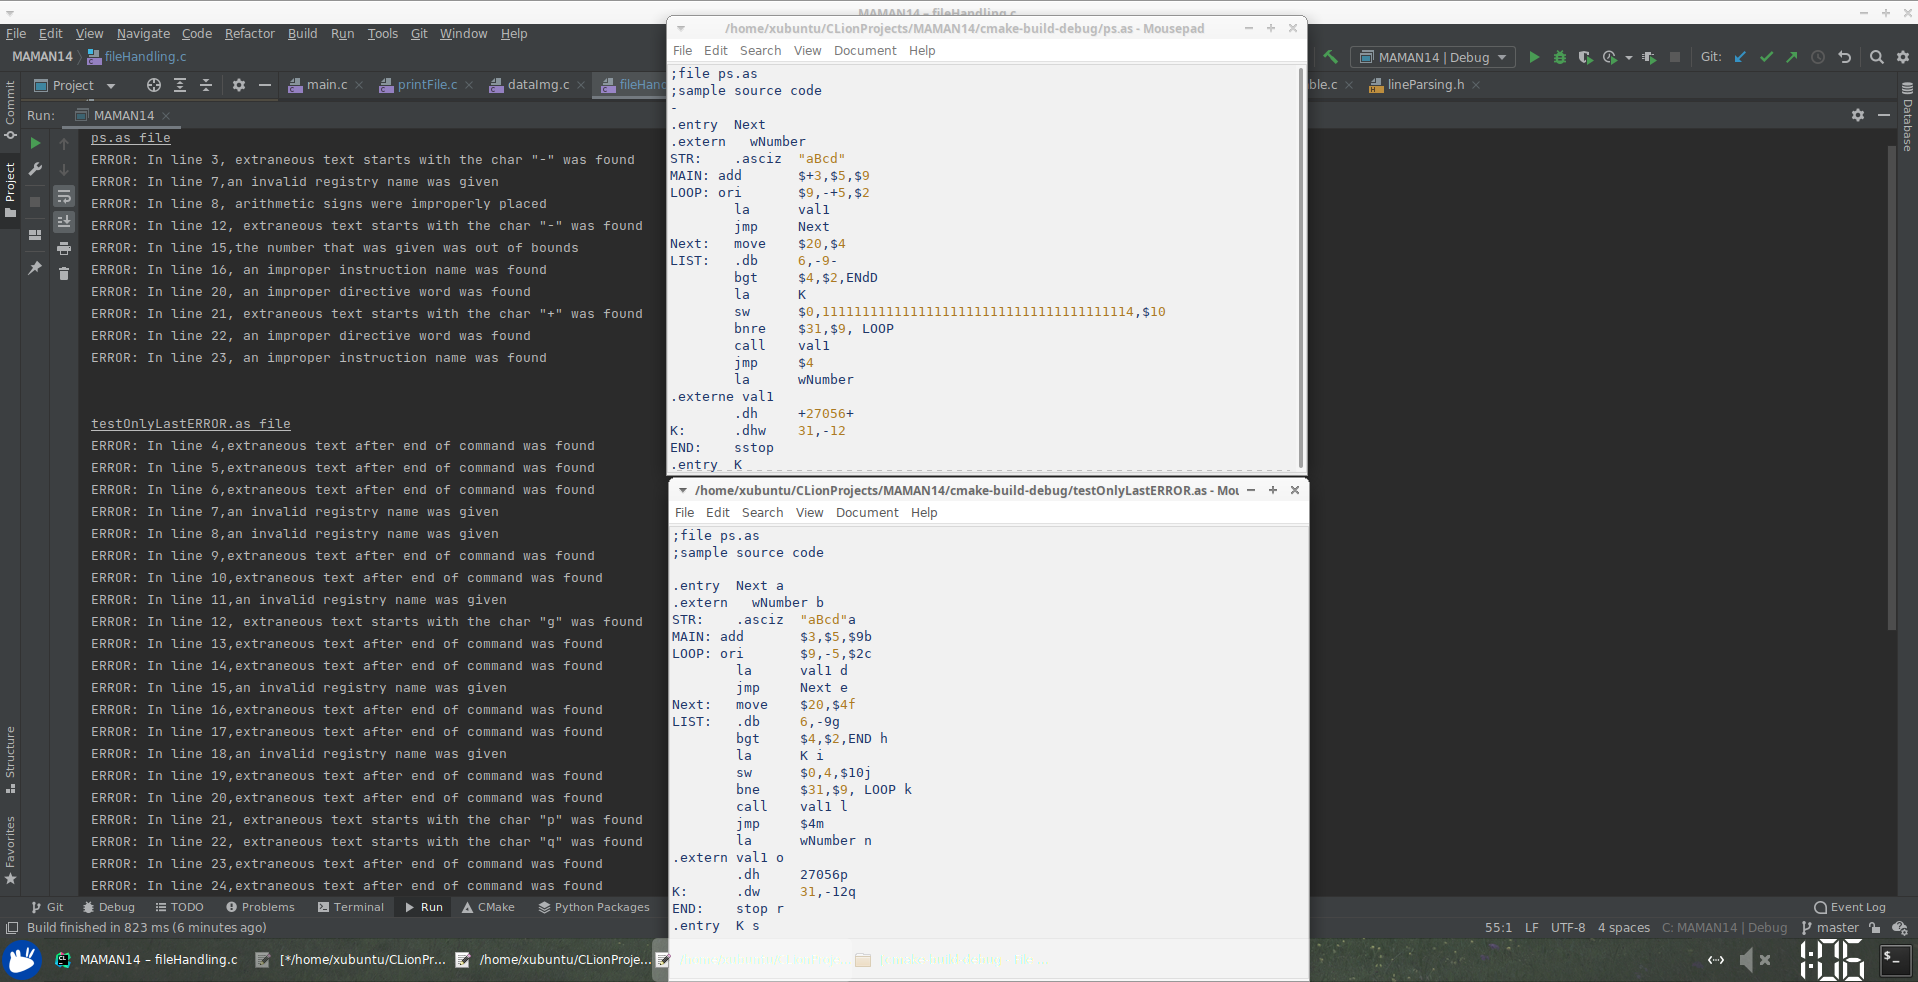 MAMAN14 – fileHandling.c
File Edit View Navigate Code Refactor Build Run Tools Git Window Help
MAMAN14 fileHandling.c
MAMAN14 | Debug Git:
Project main.c printFile.c dataImg.c fileHand ble.c lineParsing.h
Commit
Project
Structure
Favorites
Database
Run: MAMAN14
ps.as file
ERROR: In line 3, extraneous text starts with the char "-" was found
ERROR: In line 7,an invalid registry name was given
ERROR: In line 8, arithmetic signs were improperly placed
ERROR: In line 12, extraneous text starts with the char "-" was found
ERROR: In line 15,the number that was given was out of bounds
ERROR: In line 16, an improper instruction name was found
ERROR: In line 20, an improper directive word was found
ERROR: In line 21, extraneous text starts with the char "+" was found
ERROR: In line 22, an improper directive word was found
ERROR: In line 23, an improper instruction name was found
testOnlyLastERROR.as file
ERROR: In line 4,extraneous text after end of command was found
ERROR: In line 5,extraneous text after end of command was found
ERROR: In line 6,extraneous text after end of command was found
ERROR: In line 7,an invalid registry name was given
ERROR: In line 8,an invalid registry name was given
ERROR: In line 9,extraneous text after end of command was found
ERROR: In line 10,extraneous text after end of command was found
ERROR: In line 11,an invalid registry name was given
ERROR: In line 12, extraneous text starts with the char "g" was found
ERROR: In line 13,extraneous text after end of command was found
ERROR: In line 14,extraneous text after end of command was found
ERROR: In line 15,an invalid registry name was given
ERROR: In line 16,extraneous text after end of command was found
ERROR: In line 17,extraneous text after end of command was found
ERROR: In line 18,an invalid registry name was given
ERROR: In line 19,extraneous text after end of command was found
ERROR: In line 20,extraneous text after end of command was found
ERROR: In line 21, extraneous text starts with the char "p" was found
ERROR: In line 22, extraneous text starts with the char "q" was found
ERROR: In line 23,extraneous text after end of command was found
ERROR: In line 24,extraneous text after end of command was found
/home/xubuntu/CLionProjects/MAMAN14/cmake-build-debug/ps.as - Mousepad
File Edit Search View Document Help
;file ps.as
;sample source code
-
.entry Next
.extern wNumber
STR: .asciz "aBcd"
MAIN: add $+3,$5,$9
LOOP: ori $9,-+5,$2
la val1
jmp Next
Next: move $20,$4
LIST: .db 6,-9-
bgt $4,$2,ENdD
la K
sw $0,111111111111111111111111111111111111114,$10
bnre $31,$9, LOOP
call val1
jmp $4
la wNumber
.externe val1
.dh +27056+
K: .dhw 31,-12
END: sstop
.entry K
/home/xubuntu/CLionProjects/MAMAN14/cmake-build-debug/testOnlyLastERROR.as - Mou
File Edit Search View Document Help
;file ps.as
;sample source code
.entry Next a
.extern wNumber b
STR: .asciz "aBcd"a
MAIN: add $3,$5,$9b
LOOP: ori $9,-5,$2c
la val1 d
jmp Next e
Next: move $20,$4f
LIST: .db 6,-9g
bgt $4,$2,END h
la K i
sw $0,4,$10j
bne $31,$9, LOOP k
call val1 l
jmp $4m
la wNumber n
.extern val1 o
.dh 27056p
K: .dw 31,-12q
END: stop r
.entry K s
Git Debug TODO Problems Terminal Run CMake Python Packages Event Log
Build finished in 823 ms (6 minutes ago) 55:1 LF UTF-8 4 spaces C: MAMAN14 | Debug master
MAMAN14 – fileHandling.c [*/home/xubuntu/CLionPr... /home/xubuntu/CLionProje... 1:06